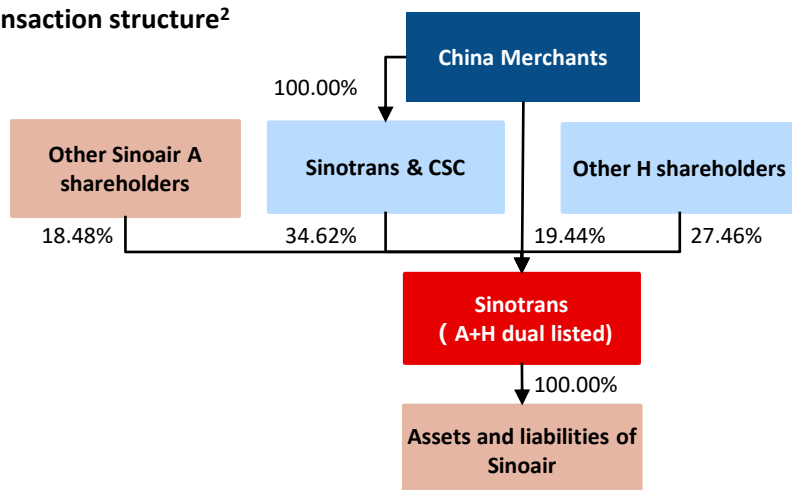 nsaction structure2
China Merchants
100.00%
Other Sinoair A
shareholders
Sinotrans & CSC
Other H shareholders
18.48%
34.62%
19.44%
27.46%
Sinotrans
( A+H dual listed)
100.00%
Assets and liabilities of
Sinoair